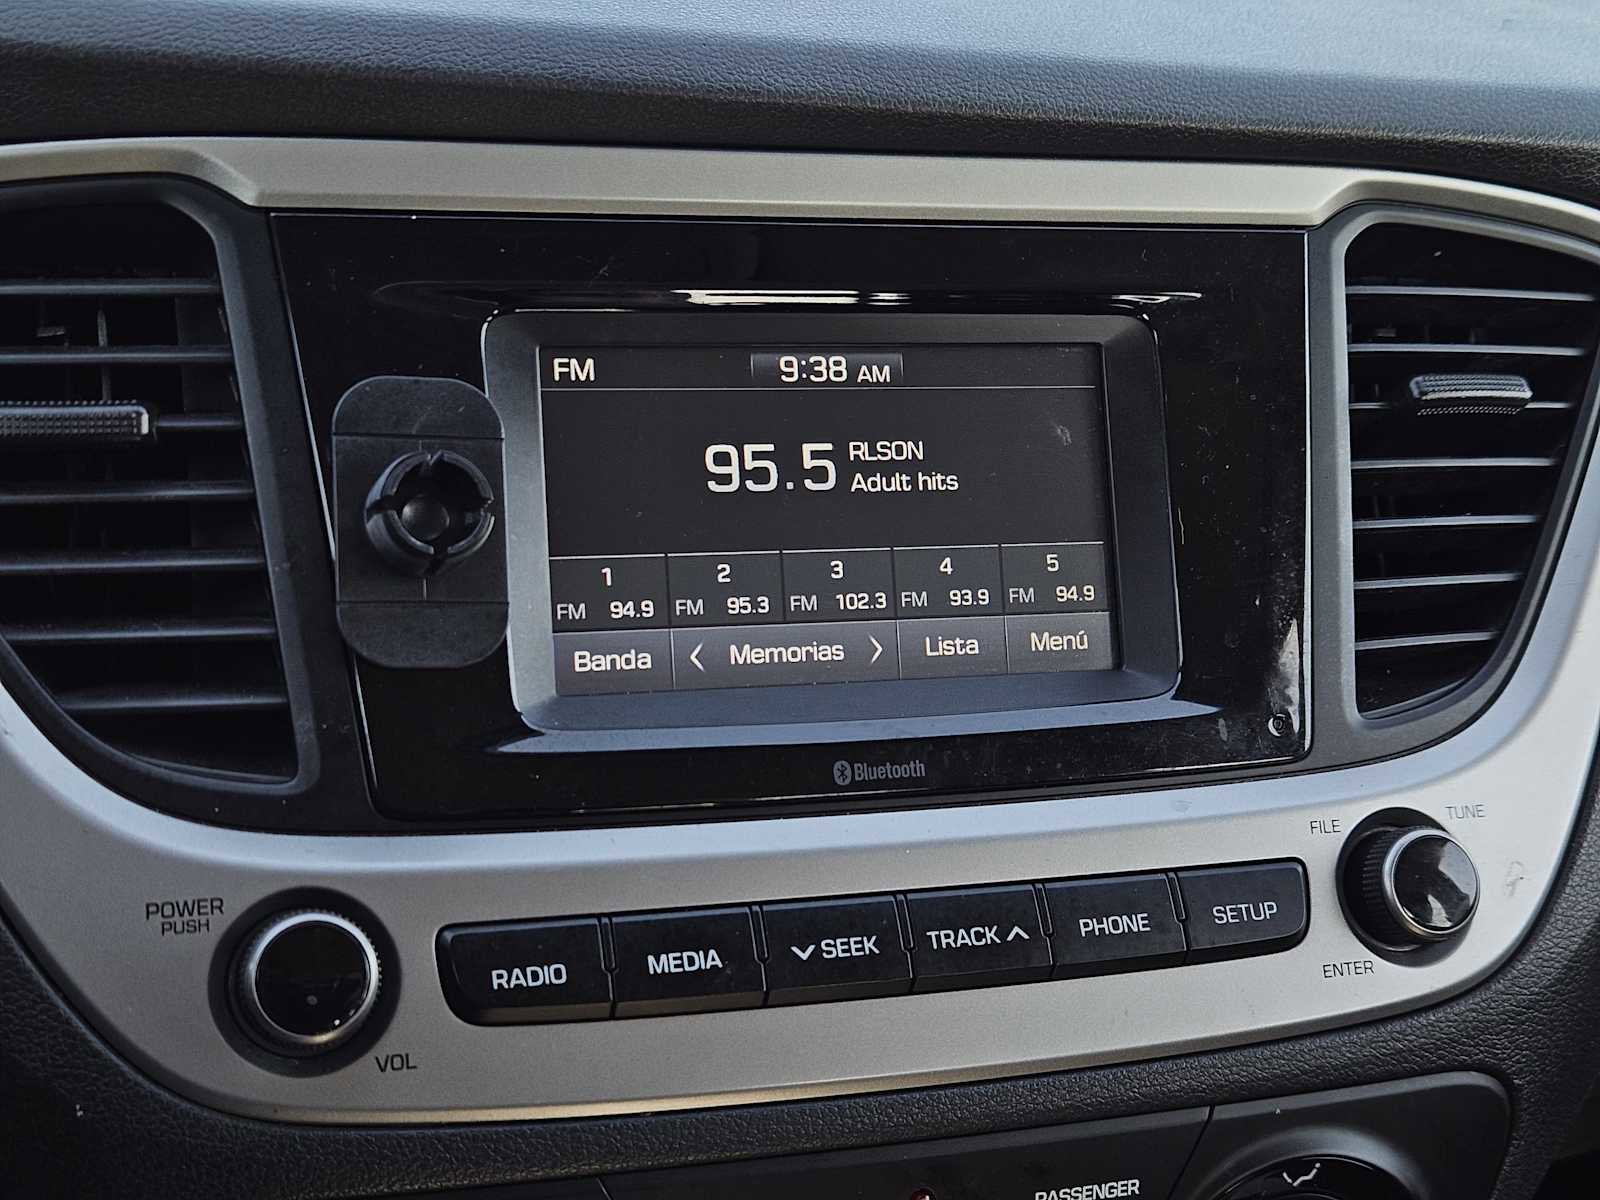 FM 9:38 AM
95.5 RLSON
Adult hits
1 2 3 4 5
FM 94.9 FM 95.3 FM 102.3 FM 93.9 FM 94.9
Banda < Memorias > Lista Menú
Bluetooth
FILE TUNE
POWER
PUSH
RADIO MEDIA SEEK TRACK PHONE SETUP
ENTER
VOL
PASSENGER